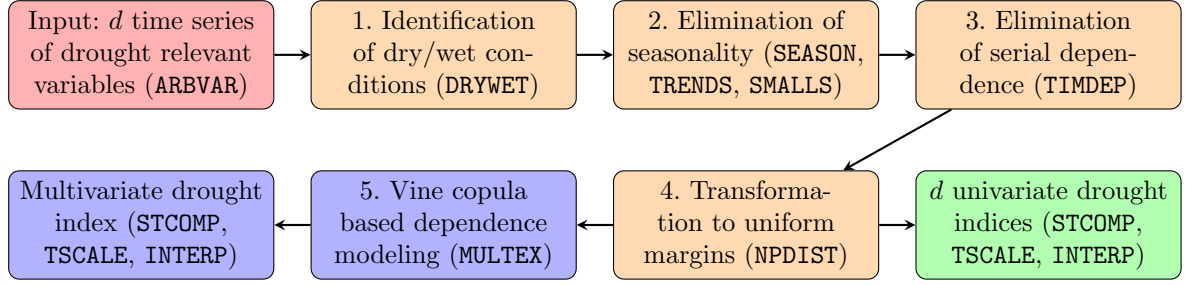 Input: d time series
of drought relevant
variables (ARBVAR)
1. Identification
of dry/wet con-
ditions (DRYWET)
2. Elimination of
seasonality (SEASON,
TRENDS, SMALLS)
3. Elimination
of serial depen-
dence (TIMDEP)
Multivariate drought
index (STCOMP,
TSCALE, INTERP)
5. Vine copula
based dependence
modeling (MULTEX)
4. Transforma-
tion to uniform
margins (NPDIST)
d univariate drought
indices (STCOMP,
TSCALE, INTERP)